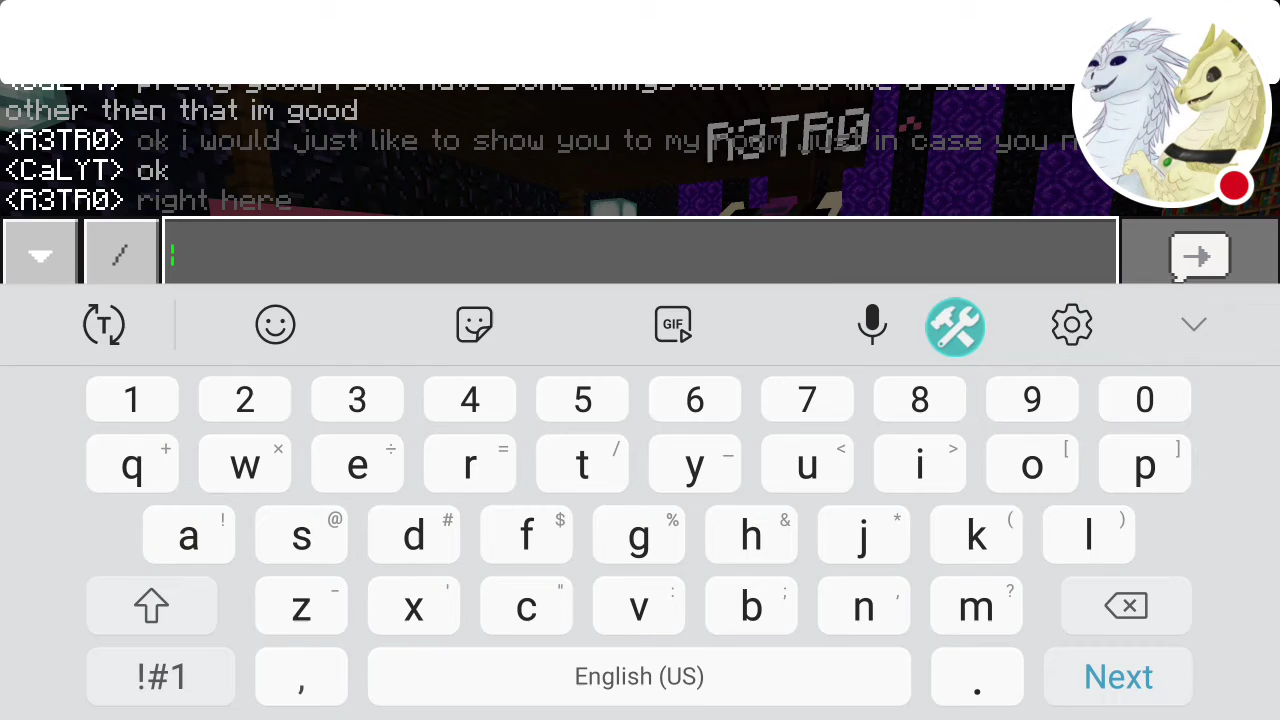 other then that im good
<R3TR0> ok i would just like to show you to my room just in case you
<CaLYT> ok
<R3TR0> right here
R3TR0
/
T
GIF
1 2 3 4 5 6 7 8 9 0
q + w × e ÷ r = t / y _ u < i > o [ p ]
a ! s @ d # f $ g % h & j * k ( l )
z - x ' c " v : b ; n , m ?
!#1 , English (US) . Next